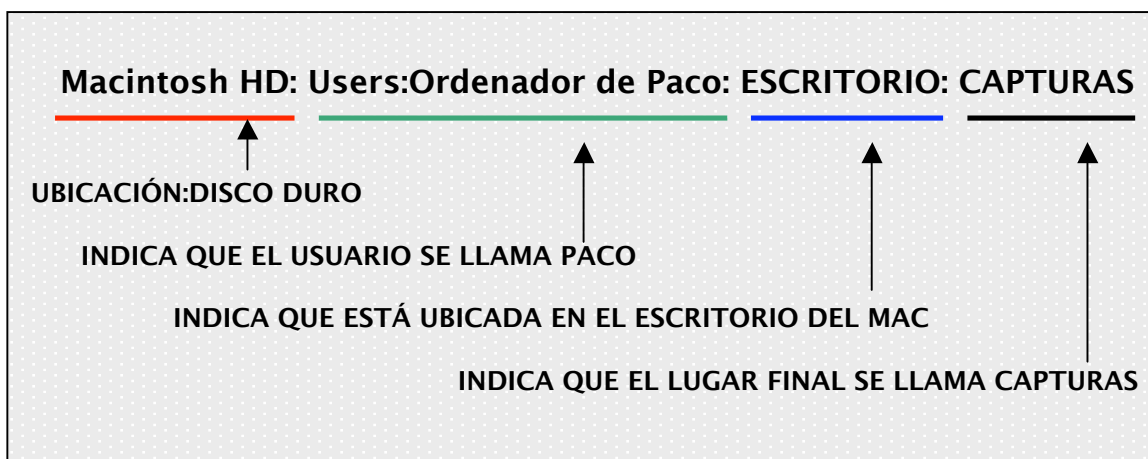 Macintosh HD: Users:Ordenador de Paco: ESCRITORIO: CAPTURAS
UBICACIÓN:DISCO DURO
INDICA QUE EL USUARIO SE LLAMA PACO
INDICA QUE ESTÁ UBICADA EN EL ESCRITORIO DEL MAC
INDICA QUE EL LUGAR FINAL SE LLAMA CAPTURAS